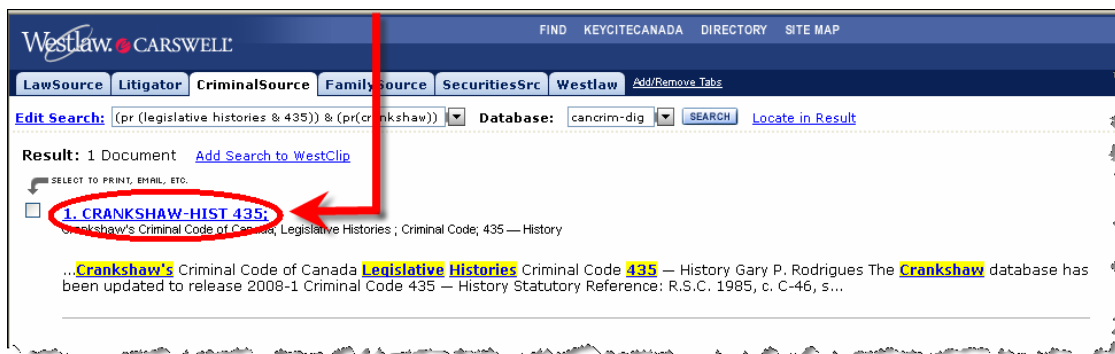 FIND KEYCITECANADA DIRECTORY SITE MAP
Westlaw. CARSWELL
LawSource Litigator CriminalSource FamilySource SecuritiesSrc Westlaw Add/Remove Tabs
Edit Search: (pr (legislative histories & 435)) & (pr(crankshaw)) Database: cancrim-dig SEARCH Locate in Result
Result: 1 Document Add Search to WestClip
SELECT TO PRINT, EMAIL, ETC.
1. CRANKSHAW-HIST 435;
Crankshaw's Criminal Code of Canada; Legislative Histories ; Criminal Code; 435 — History
...Crankshaw's Criminal Code of Canada Legislative Histories Criminal Code 435 — History Gary P. Rodrigues The Crankshaw database has
been updated to release 2008-1 Criminal Code 435 — History Statutory Reference: R.S.C. 1985, c. C-46, s...